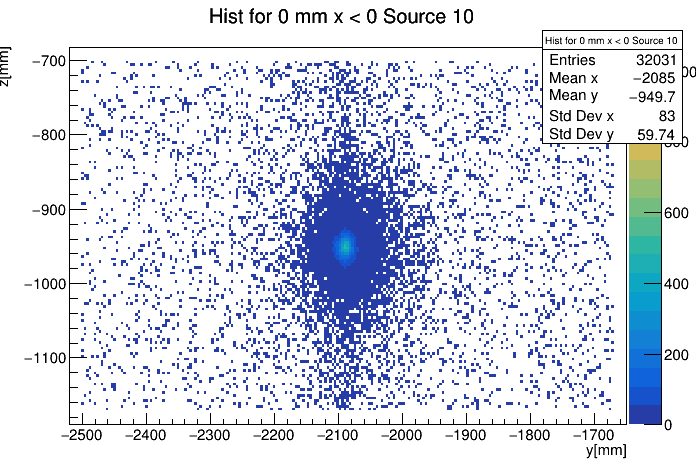 Hist for 0 mm x < 0 Source 10
Hist for 0 mm x < 0 Source 10
Entries 32031
Mean x −2085
Mean y −949.7
Std Dev x 83
Std Dev y 59.74
z[mm]
−700
−800
−900
−1000
−1100
600
400
200
0
−2500 −2400 −2300 −2200 −2100 −2000 −1900 −1800 −1700
y[mm]